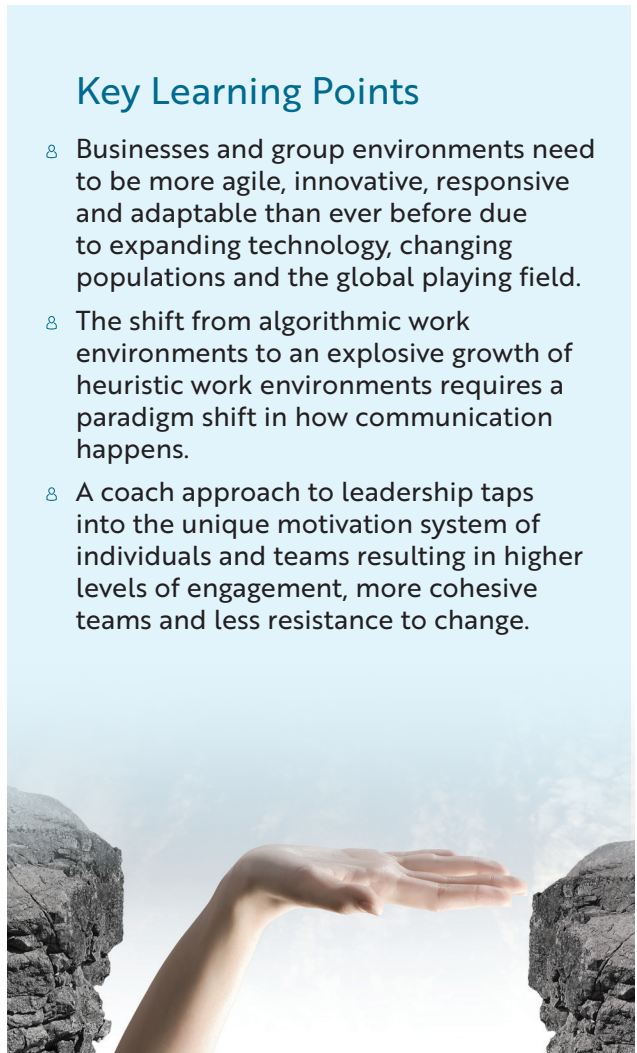 Key Learning Points
Businesses and group environments need
to be more agile, innovative, responsive
and adaptable than ever before due
to expanding technology, changing
populations and the global playing field.
The shift from algorithmic work
environments to an explosive growth of
heuristic work environments requires a
paradigm shift in how communication
happens.
A coach approach to leadership taps
into the unique motivation system of
individuals and teams resulting in higher
levels of engagement, more cohesive
teams and less resistance to change.